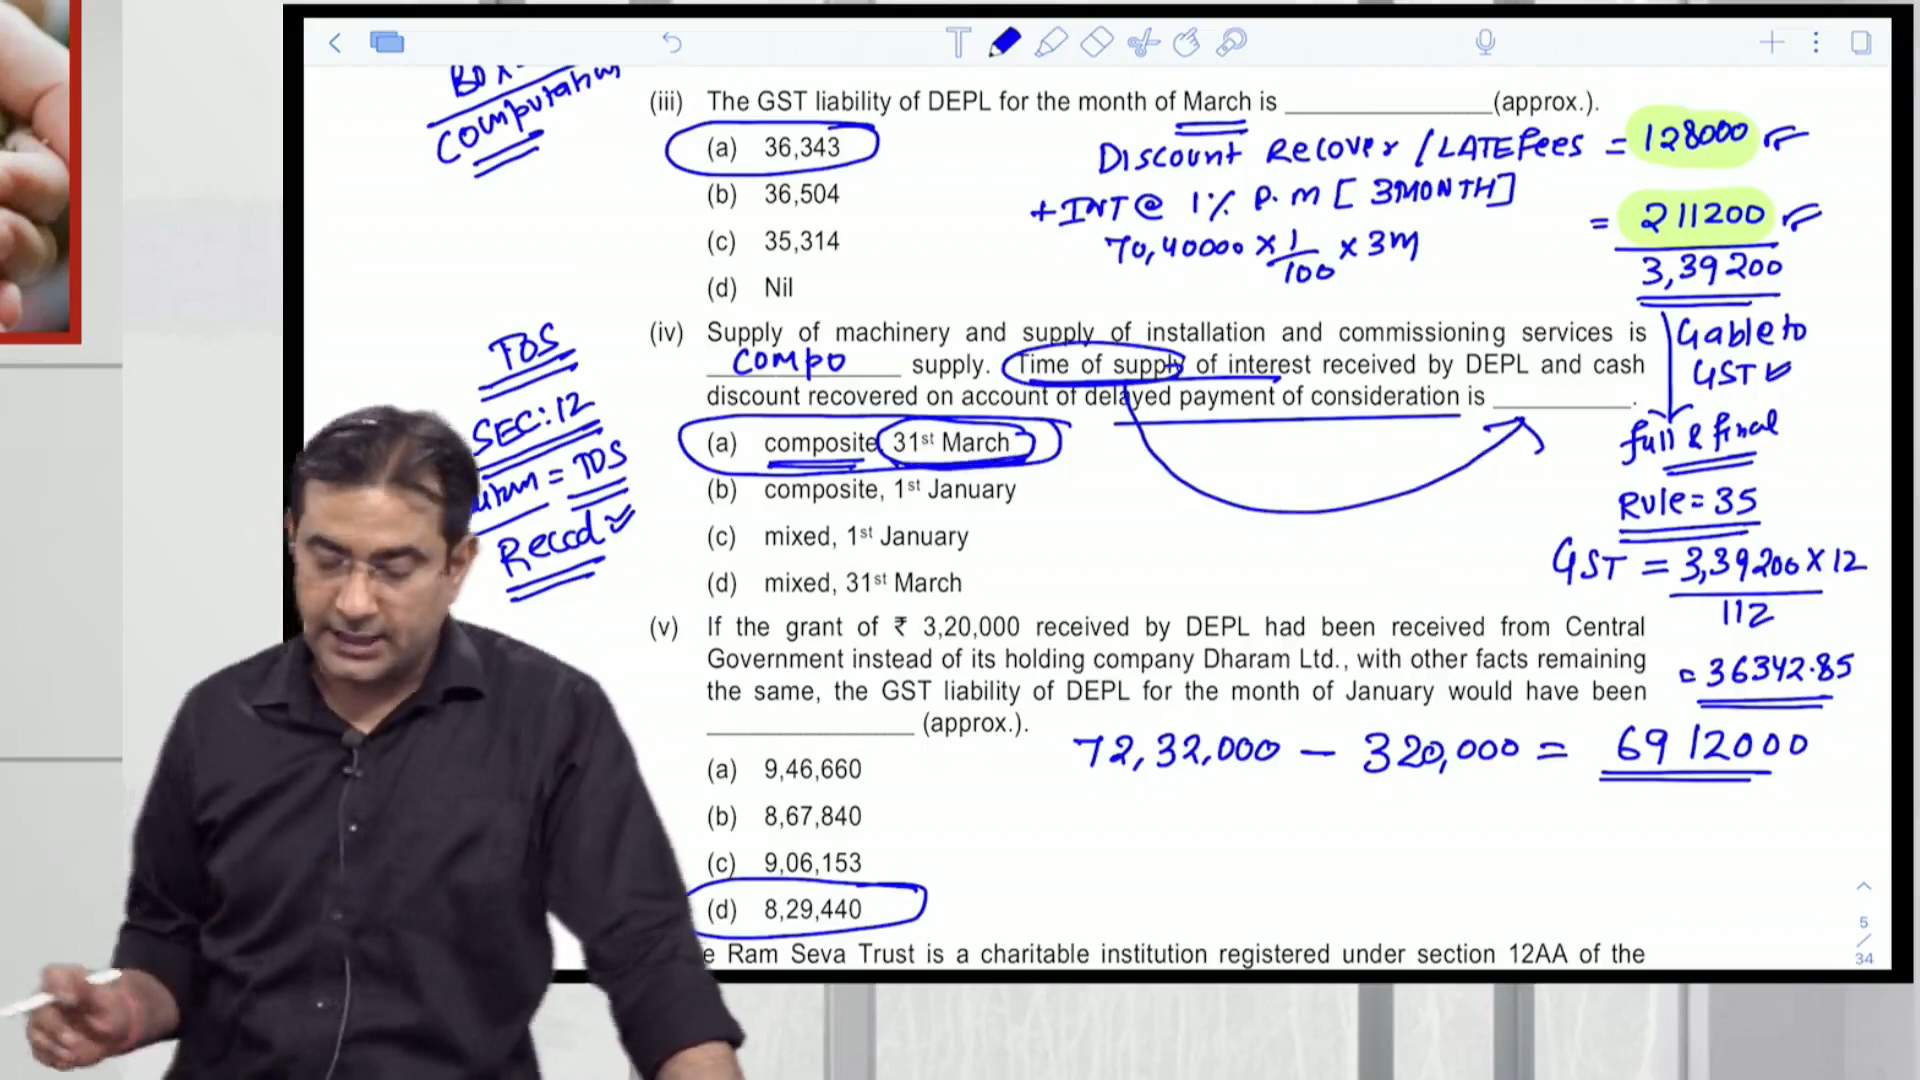 BOX
Computation
(iii) The GST liability of DEPL for the month of March is ____________(approx.).
(a) 36,343
(b) 36,504
(c) 35,314
(d) Nil
Discount Recover / LATE fees = 128000
+ INT @ 1% P.M [ 3MONTH] = 211200
70,40000 × 1/100 × 3M
3,39200
able to
GST
full & final
Rule = 35
GST = 3,39200 X 12
112
= 36342.85
TOS
SEC:12
= TOS
Reccd
(iv) Supply of machinery and supply of installation and commissioning services is
compo supply. Time of supply of interest received by DEPL and cash
discount recovered on account of delayed payment of consideration is __________.
(a) composite 31st March
(b) composite, 1st January
(c) mixed, 1st January
(d) mixed, 31st March
(v) If the grant of ₹ 3,20,000 received by DEPL had been received from Central
Government instead of its holding company Dharam Ltd., with other facts remaining
the same, the GST liability of DEPL for the month of January would have been
____________ (approx.).
72,32,000 – 320,000 = 6912000
(a) 9,46,660
(b) 8,67,840
(c) 9,06,153
(d) 8,29,440
Ram Seva Trust is a charitable institution registered under section 12AA of the
5
/
34